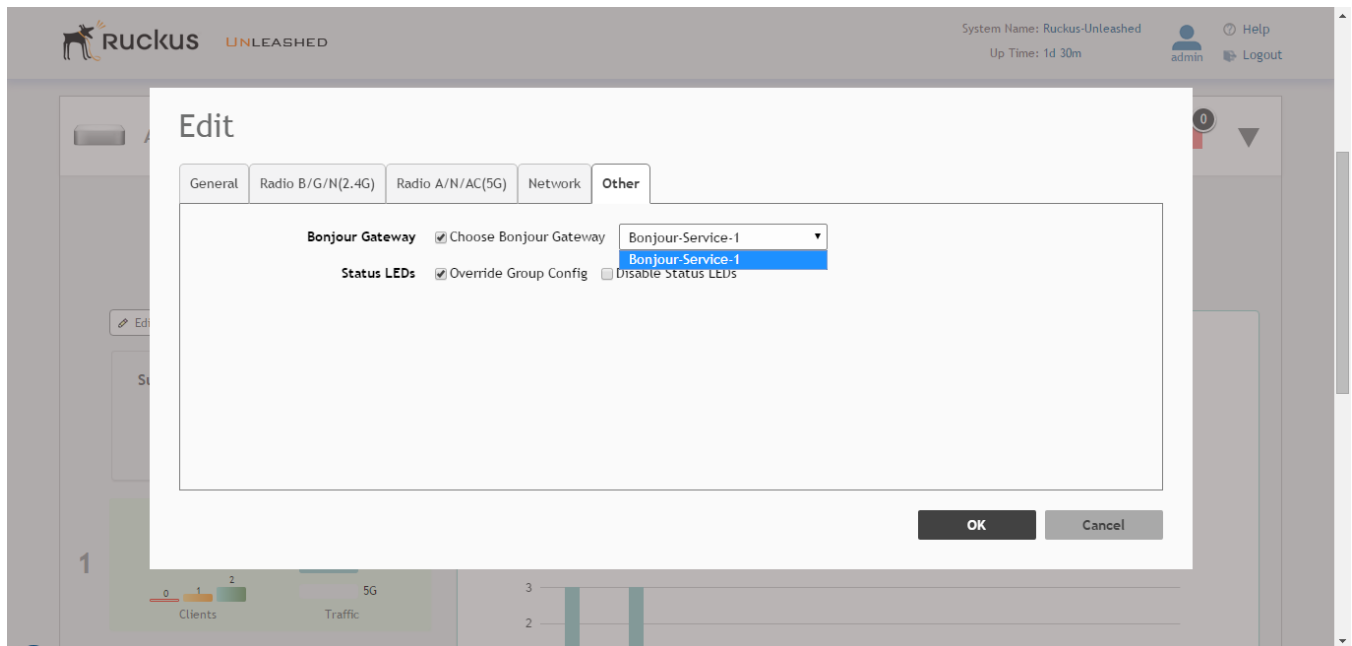 RUCKUS UNLEASHED
System Name: Ruckus-Unleashed
Up Time: 1d 30m
admin
Help
Logout
0
Edit
General Radio B/G/N(2.4G) Radio A/N/AC(5G) Network Other
Bonjour Gateway Choose Bonjour Gateway Bonjour-Service-1
Bonjour-Service-1
Status LEDs Override Group Config Disable Status LEDs
OK Cancel
1
0 1 2
5G
Clients Traffic
3
2